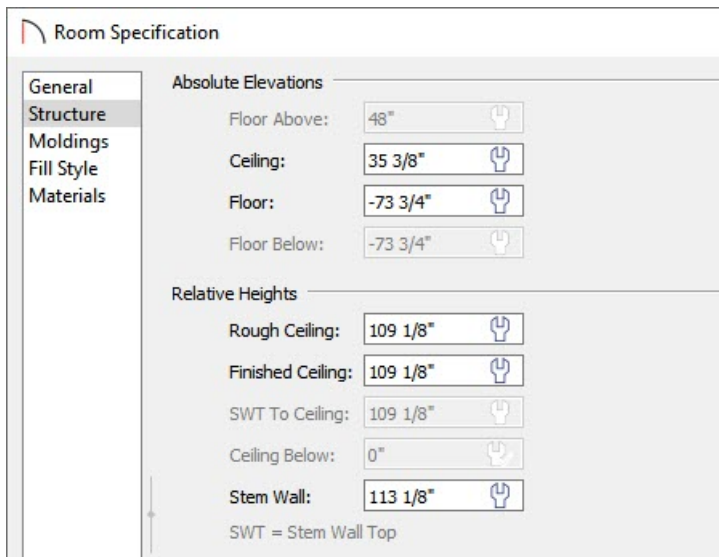 Room Specification
General
Structure
Moldings
Fill Style
Materials
Absolute Elevations
Floor Above: 48"
Ceiling: 35 3/8"
Floor: -73 3/4"
Floor Below: -73 3/4"
Relative Heights
Rough Ceiling: 109 1/8"
Finished Ceiling: 109 1/8"
SWT To Ceiling: 109 1/8"
Ceiling Below: 0"
Stem Wall: 113 1/8"
SWT = Stem Wall Top